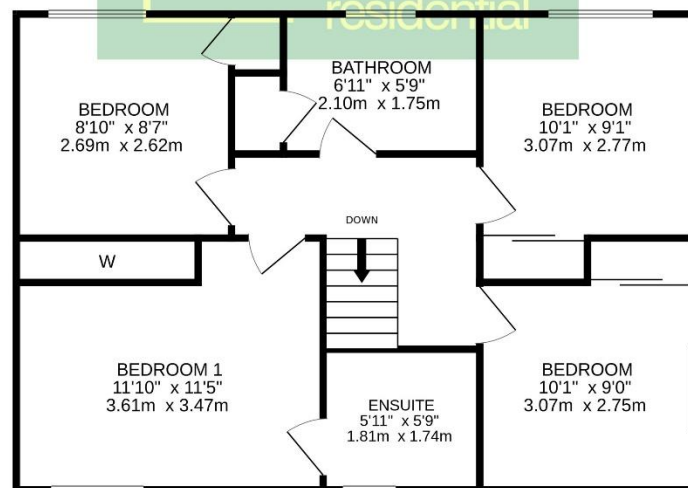 residential
BATHROOM
6'11" x 5'9"
2.10m x 1.75m
BEDROOM
8'10" x 8'7"
2.69m x 2.62m
BEDROOM
10'1" x 9'1"
3.07m x 2.77m
DOWN
W
BEDROOM 1
11'10" x 11'5"
3.61m x 3.47m
ENSUITE
5'11" x 5'9"
1.81m x 1.74m
BEDROOM
10'1" x 9'0"
3.07m x 2.75m